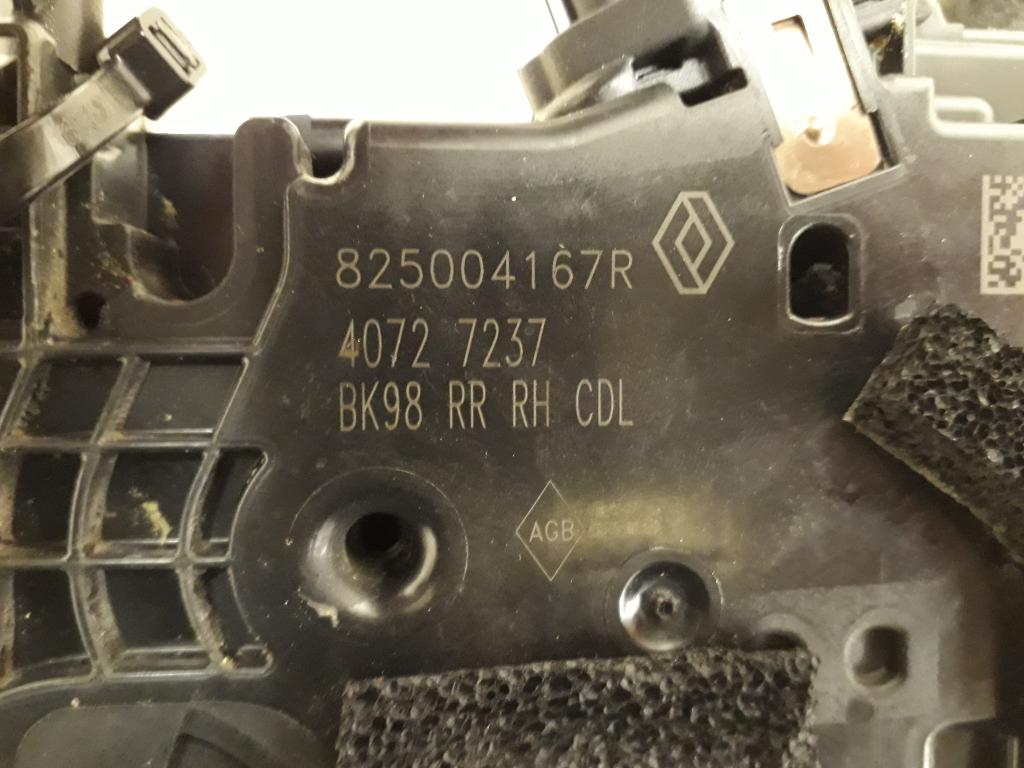 825004167R
4072 7237
BK98 RR RH CDL
AGB